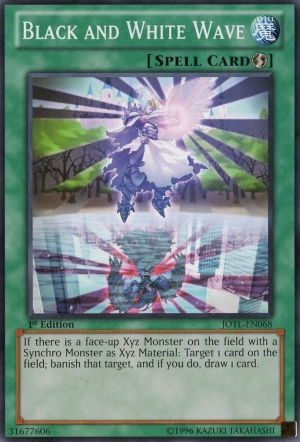 BLACK AND WHITE WAVE
魔
[SPELL CARD]
1st Edition
JOTL-EN068
If there is a face-up Xyz Monster on the field with a
Synchro Monster as Xyz Material: Target 1 card on the
field; banish that target, and if you do, draw 1 card.
31677606
©1996 KAZUKI TAKAHASHI